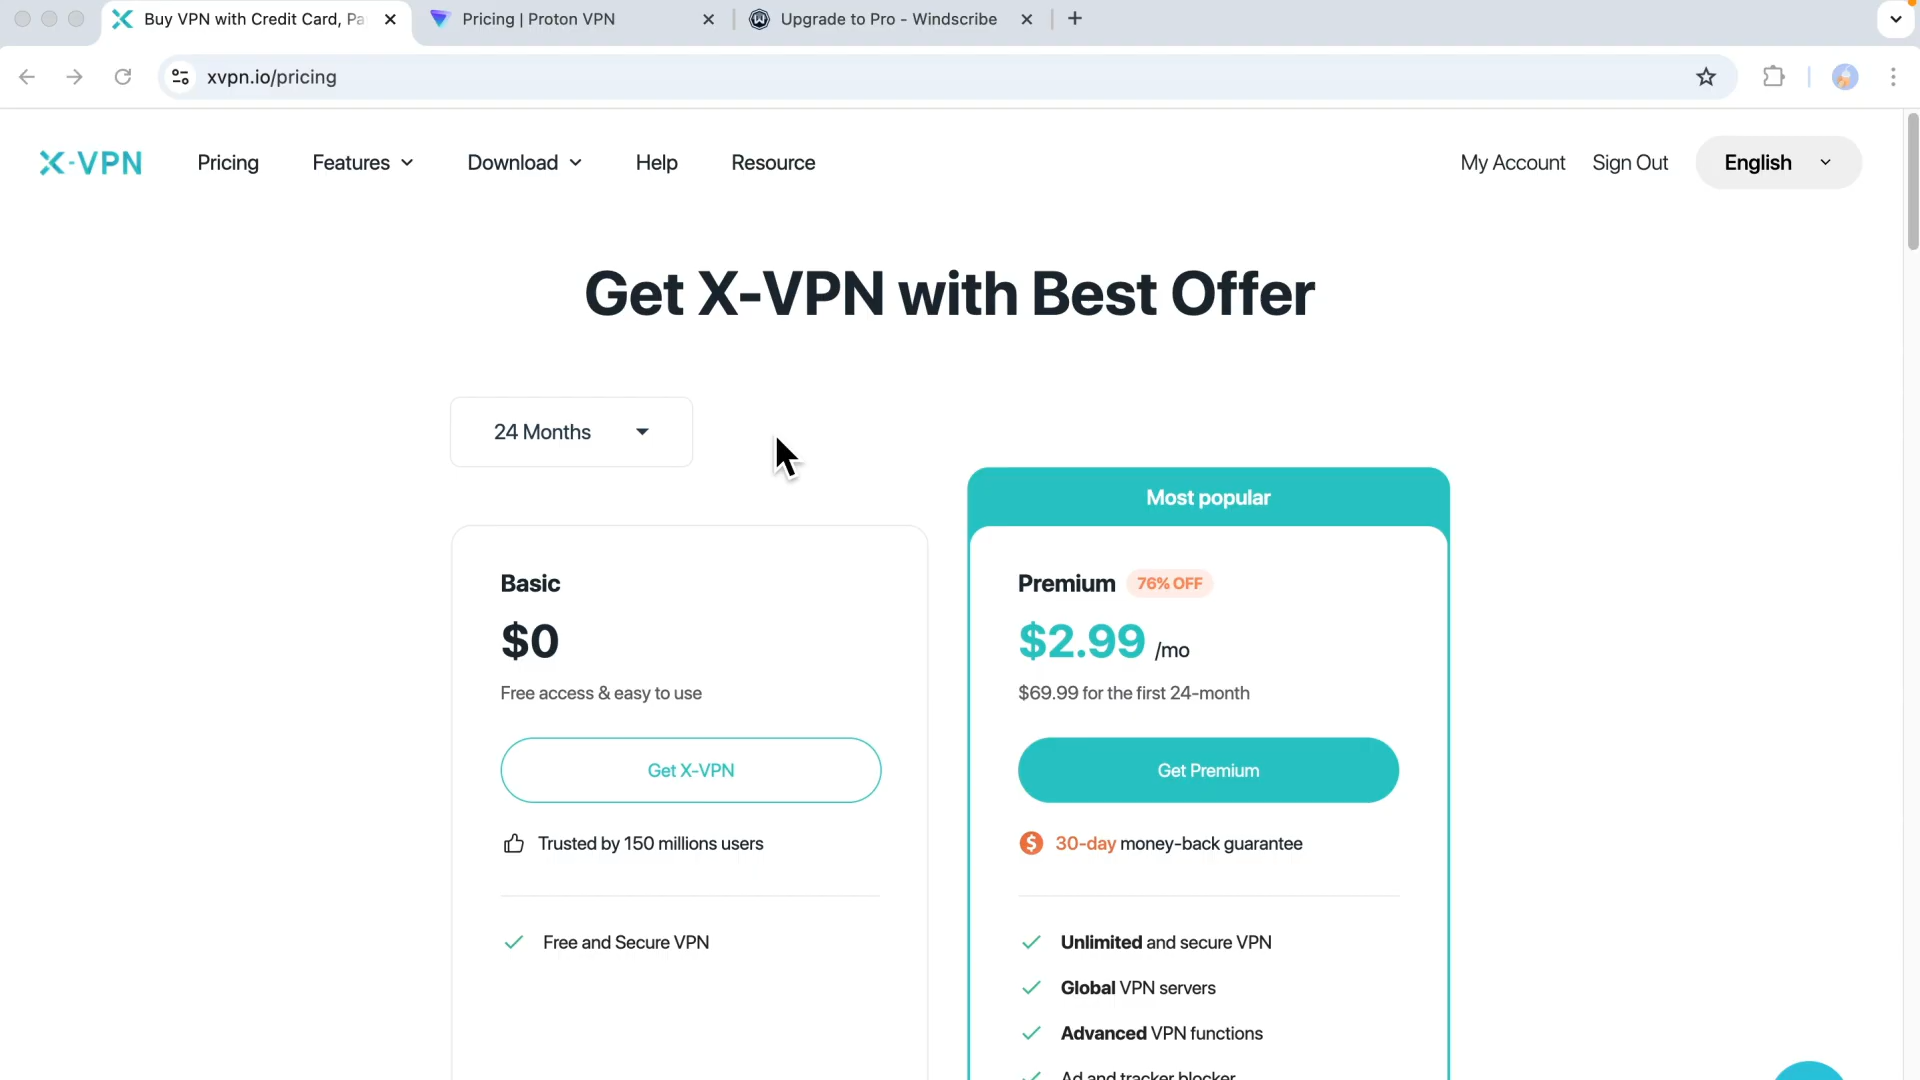 Buy VPN with Credit Card, Pa
Pricing | Proton VPN
Upgrade to Pro - Windscribe
xvpn.io/pricing
X-VPN
Pricing
Features
Download
Help
Resource
My Account
Sign Out
English
Get X-VPN with Best Offer
24 Months
Most popular
Basic
$0
Free access & easy to use
Get X-VPN
Trusted by 150 millions users
Free and Secure VPN
Premium
76% OFF
$2.99 /mo
$69.99 for the first 24-month
Get Premium
30-day money-back guarantee
Unlimited and secure VPN
Global VPN servers
Advanced VPN functions
Ad and tracker blocker